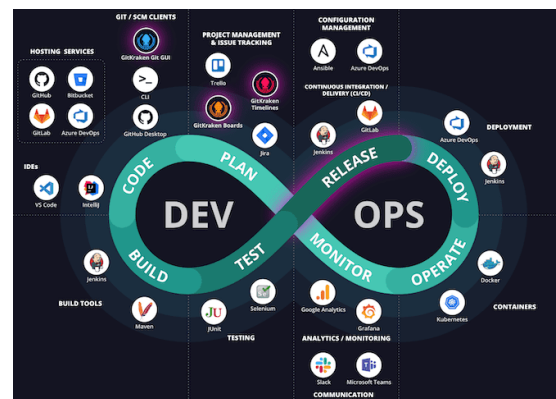 GIT / SCM CLIENTS
GitKraken Git GUI
CLI
GitHub Desktop
HOSTING SERVICES
GitHub
Bitbucket
GitLab
Azure DevOps
PROJECT MANAGEMENT
& ISSUE TRACKING
Trello
GitKraken
Timelines
GitKraken Boards
Jira
CONFIGURATION
MANAGEMENT
Ansible
Azure DevOps
CONTINUOUS INTEGRATION /
DELIVERY (CI/CD)
GitLab
Jenkins
Azure DevOps
DEPLOYMENT
Jenkins
IDEs
VS Code
IntelliJ
CODE
PLAN
RELEASE
DEPLOY
DEV
OPS
BUILD
TEST
MONITOR
OPERATE
Jenkins
BUILD TOOLS
Maven
JU
JUnit
Selenium
TESTING
Google Analytics
Grafana
ANALYTICS / MONITORING
Slack
Microsoft Teams
COMMUNICATION
Docker
Kubernetes
CONTAINERS